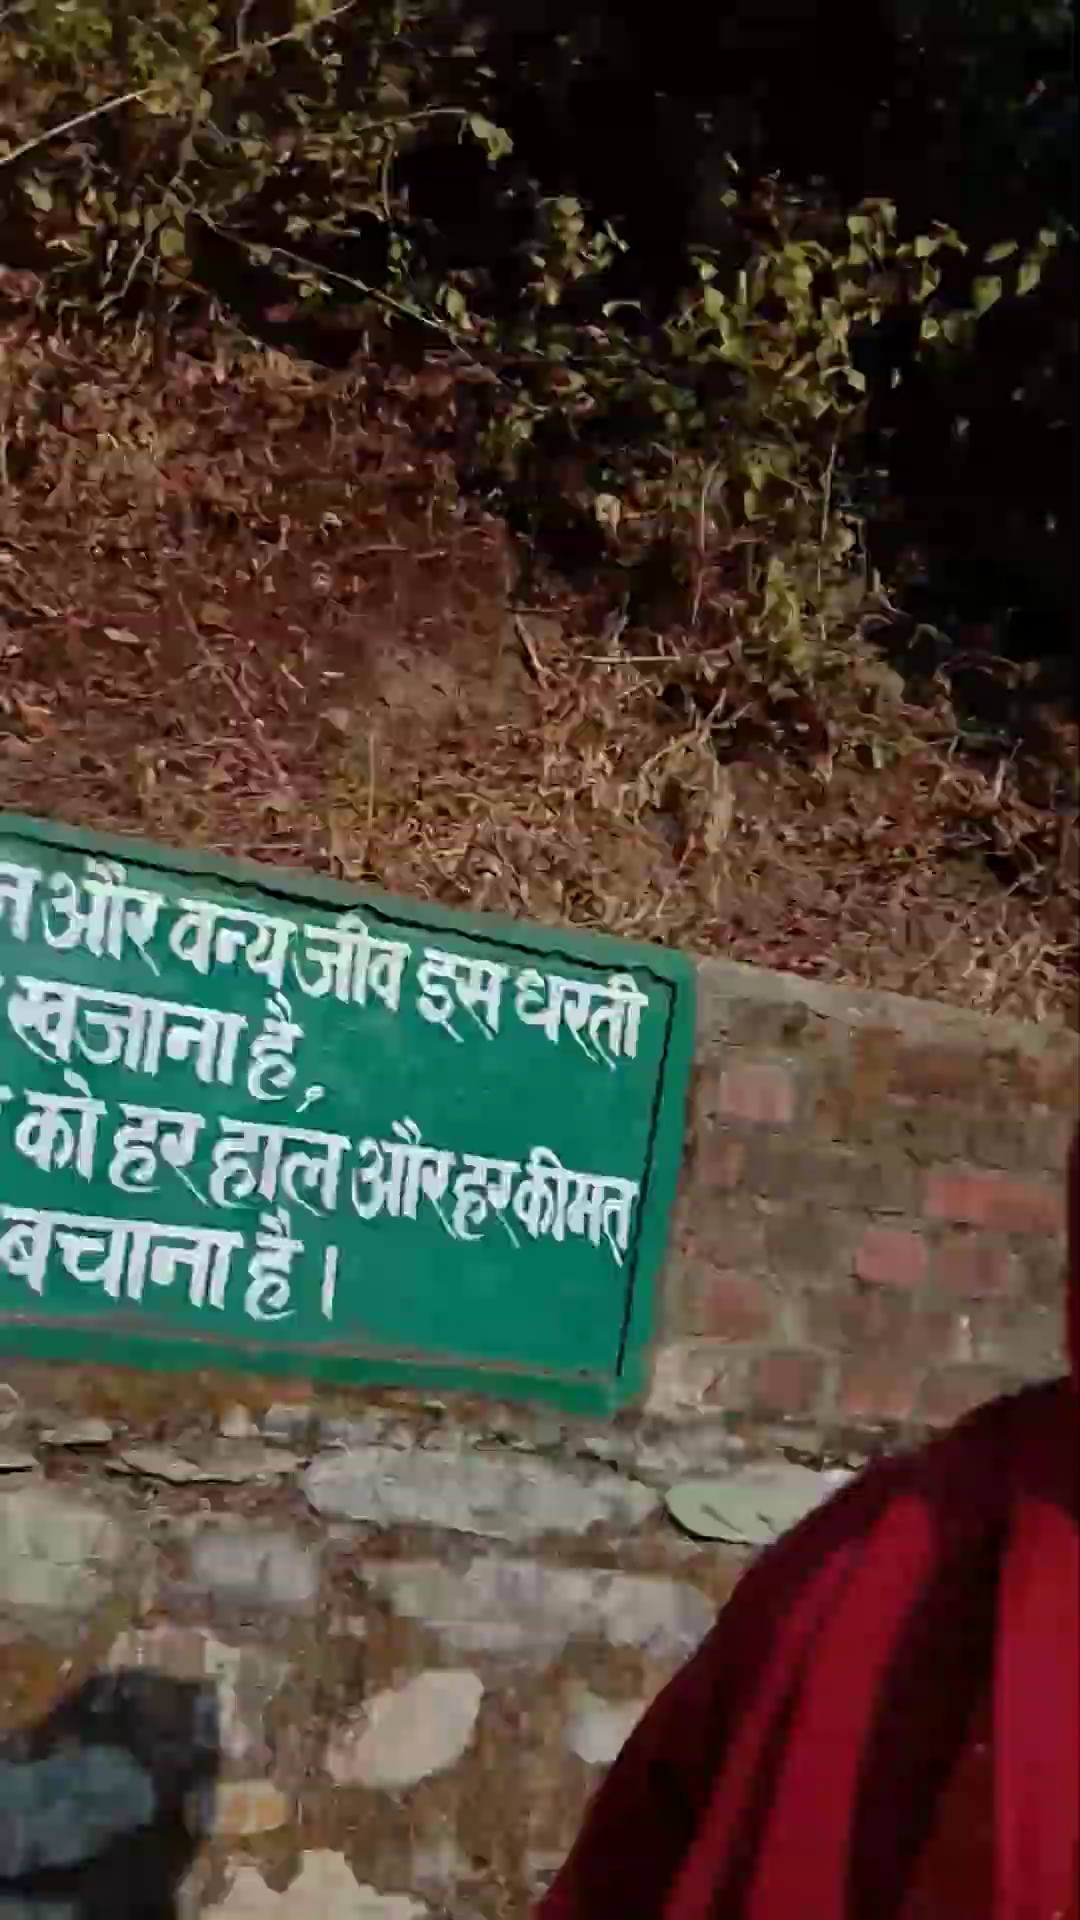 और वन्य जीव इस धरती
खजाना है,
को हर हाल और हर कीमत
बचाना है।